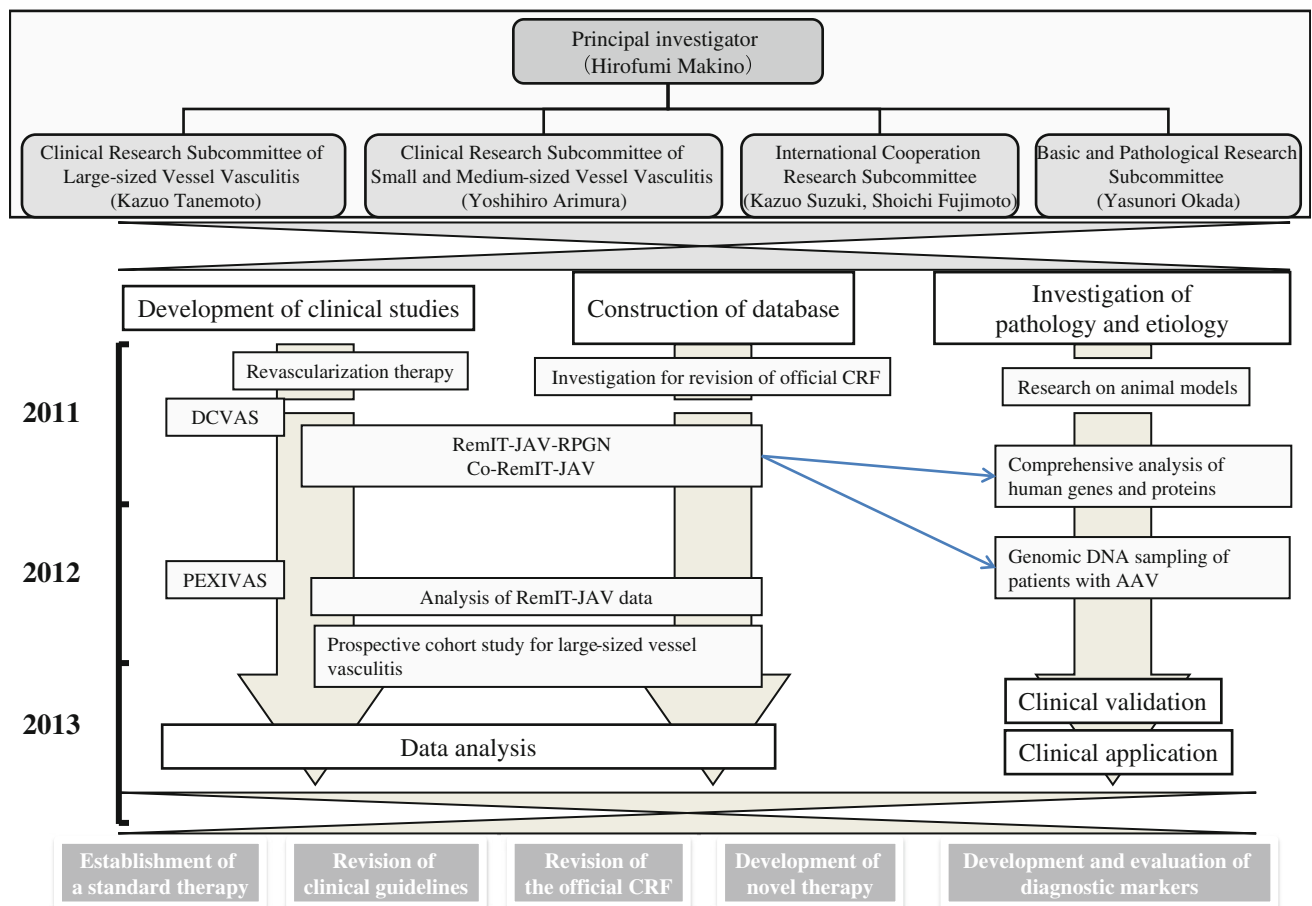 Principal investigator
(Hirofumi Makino)
Clinical Research Subcommittee of
Large-sized Vessel Vasculitis
(Kazuo Tanemoto)
Clinical Research Subcommittee of
Small and Medium-sized Vessel Vasculitis
(Yoshihiro Arimura)
International Cooperation
Research Subcommittee
(Kazuo Suzuki, Shoichi Fujimoto)
Basic and Pathological Research
Subcommittee
(Yasunori Okada)
Development of clinical studies
Construction of database
Investigation of
pathology and etiology
2011
Revascularization therapy
Investigation for revision of official CRF
Research on animal models
DCVAS
RemIT-JAV-RPGN
Co-RemIT-JAV
Comprehensive analysis of
human genes and proteins
2012
PEXIVAS
Genomic DNA sampling of
patients with AAV
Analysis of RemIT-JAV data
Prospective cohort study for large-sized vessel
vasculitis
2013
Clinical validation
Data analysis
Clinical application
Establishment of
a standard therapy
Revision of
clinical guidelines
Revision of
the official CRF
Development of
novel therapy
Development and evaluation of
diagnostic markers